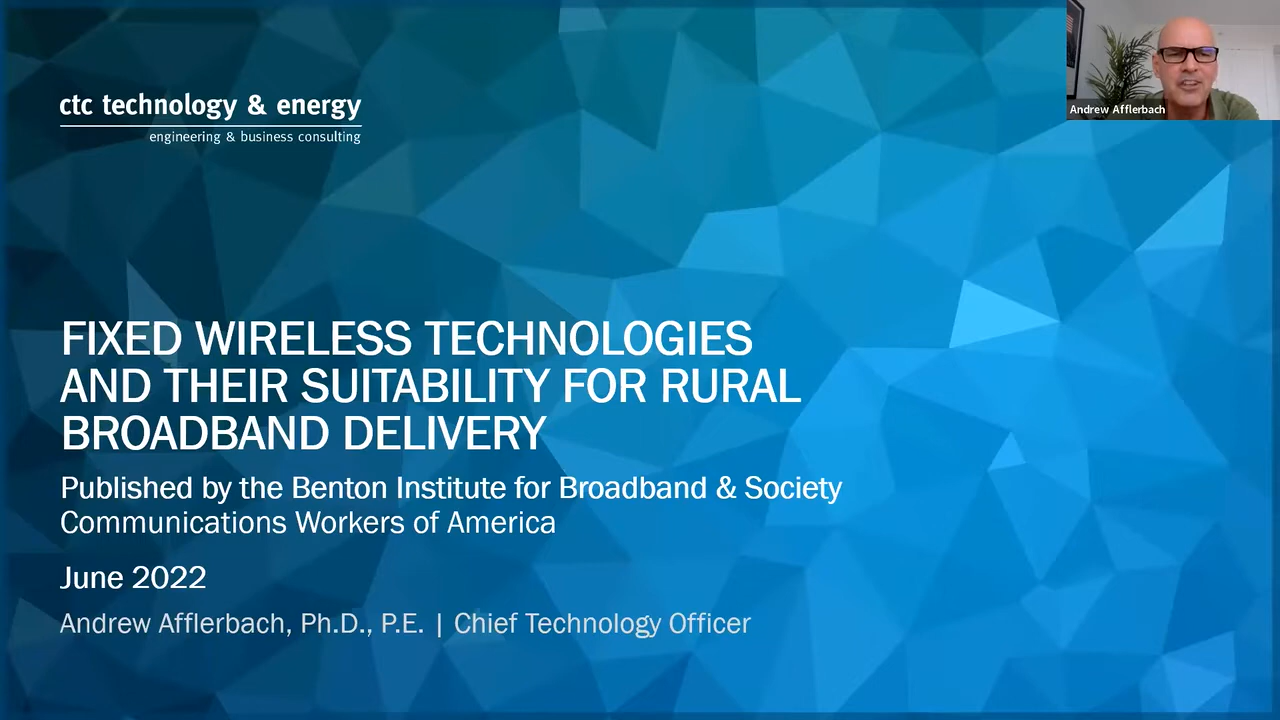 ctc technology & energy
engineering & business consulting
Andrew Afflerbach
FIXED WIRELESS TECHNOLOGIES
AND THEIR SUITABILITY FOR RURAL
BROADBAND DELIVERY
Published by the Benton Institute for Broadband & Society
Communications Workers of America
June 2022
Andrew Afflerbach, Ph.D., P.E. | Chief Technology Officer